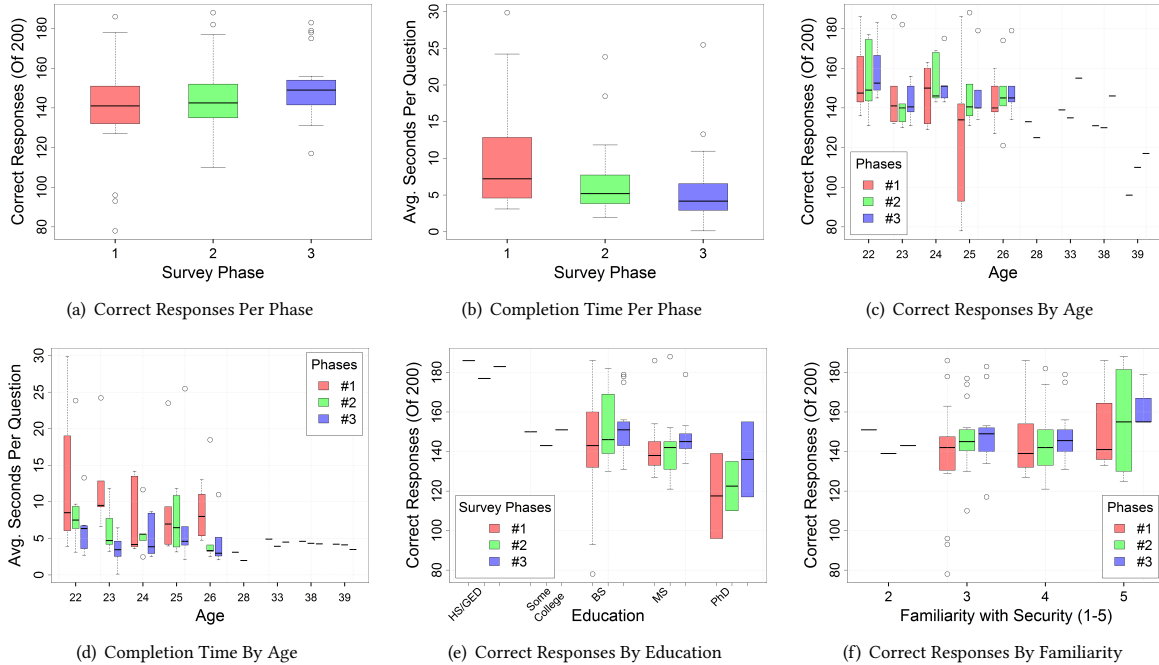 Correct Responses (Of 200)
80 100 120 140 160 180
1 2 3
Survey Phase
(a) Correct Responses Per Phase
Avg. Seconds Per Question
0 5 10 15 20 25 30
1 2 3
Survey Phase
(b) Completion Time Per Phase
Correct Responses (Of 200)
80 100 120 140 160 180
Phases
#1
#2
#3
22 23 24 25 26 28 33 38 39
Age
(c) Correct Responses By Age
Avg. Seconds Per Question
0 5 10 15 20 25 30
Phases
#1
#2
#3
22 23 24 25 26 28 33 38 39
Age
(d) Completion Time By Age
Correct Responses (Of 200)
80 100 120 140 160 180
Survey Phases
#1
#2
#3
HS/GED
Some
College
BS
MS
PhD
Education
(e) Correct Responses By Education
Correct Responses (Of 200)
80 100 120 140 160 180
Phases
#1
#2
#3
2 3 4 5
Familiarity with Security (1-5)
(f) Correct Responses By Familiarity